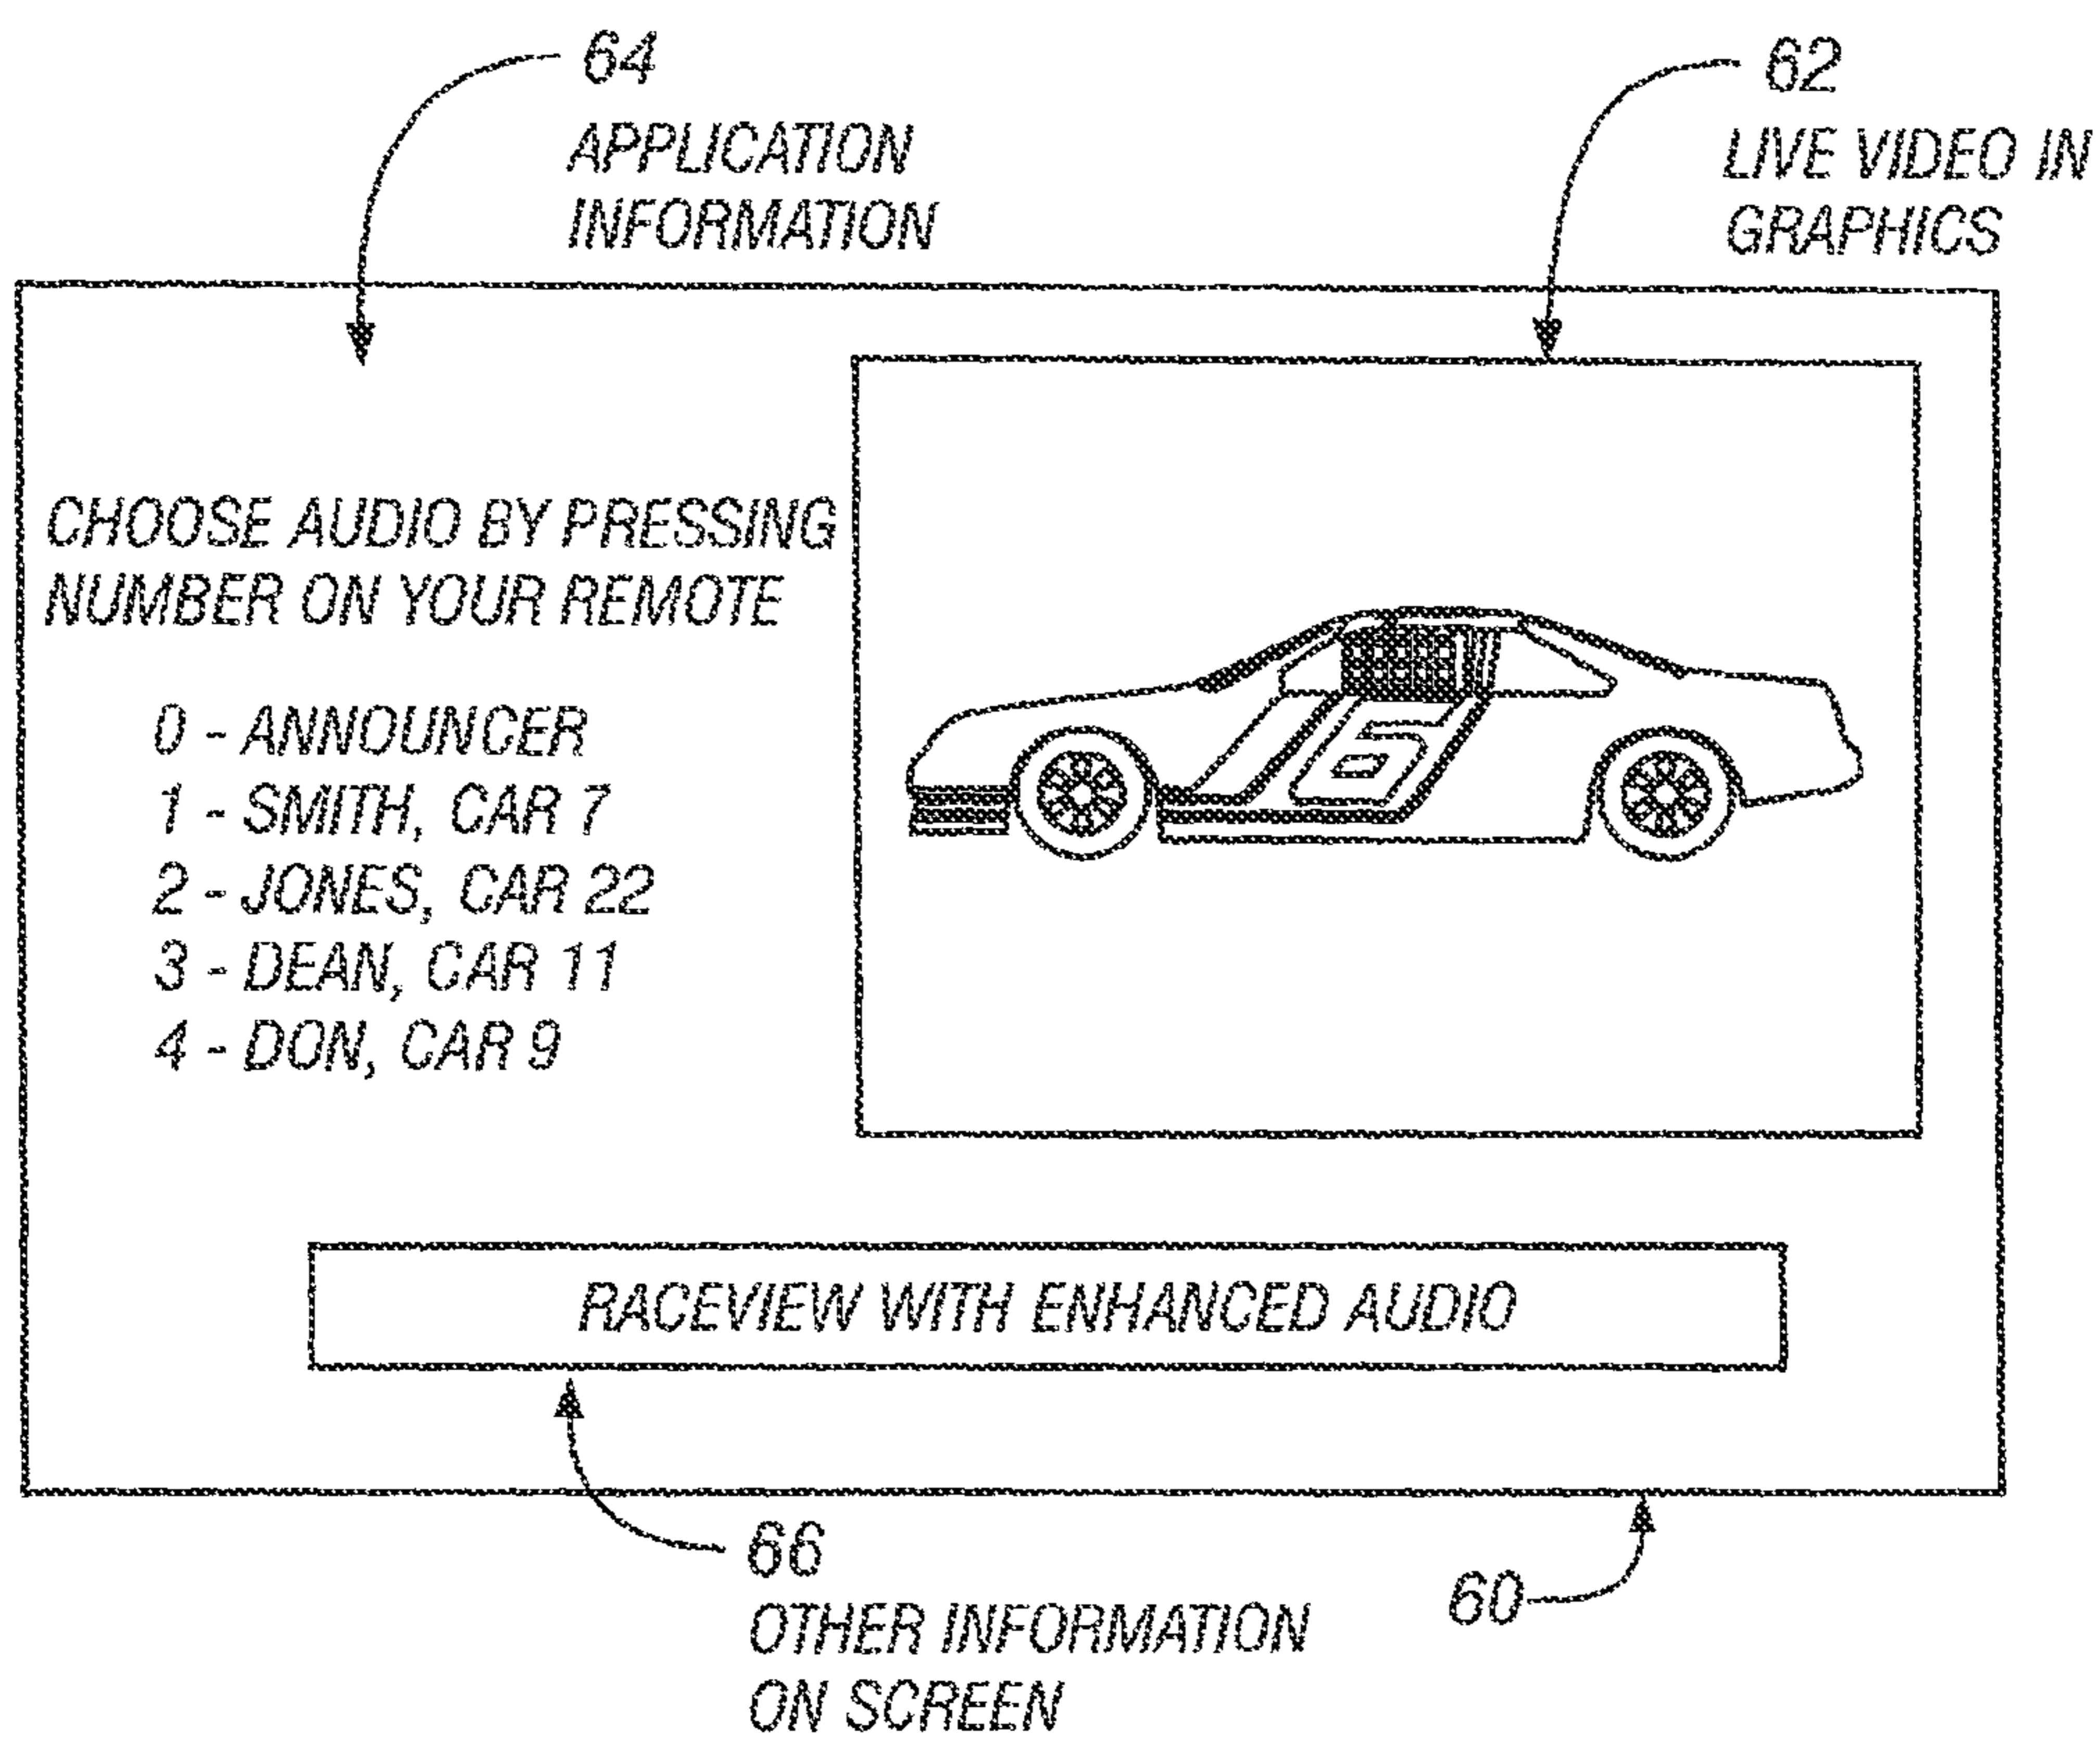 64
APPLICATION
INFORMATION
62
LIVE VIDEO IN
GRAPHICS
CHOOSE AUDIO BY PRESSING
NUMBER ON YOUR REMOTE
0 - ANNOUNCER
1 - SMITH, CAR 7
2 - JONES, CAR 22
3 - DEAN, CAR 11
4 - DON, CAR 9
6
RACEVIEW WITH ENHANCED AUDIO
66
OTHER INFORMATION
ON SCREEN
60